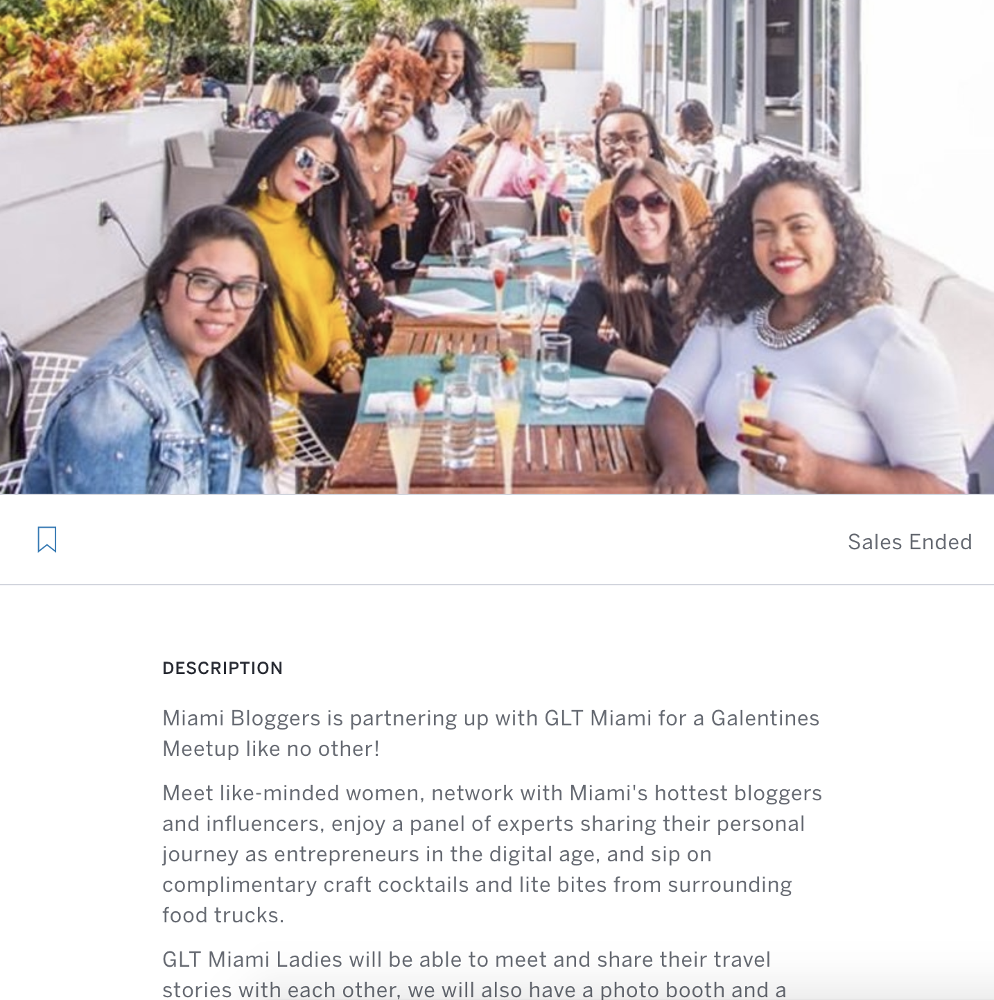 Sales Ended
DESCRIPTION
Miami Bloggers is partnering up with GLT Miami for a Galentines
Meetup like no other!
Meet like-minded women, network with Miami's hottest bloggers
and influencers, enjoy a panel of experts sharing their personal
journey as entrepreneurs in the digital age, and sip on
complimentary craft cocktails and lite bites from surrounding
food trucks.
GLT Miami Ladies will be able to meet and share their travel
stories with each other, we will also have a photo booth and a